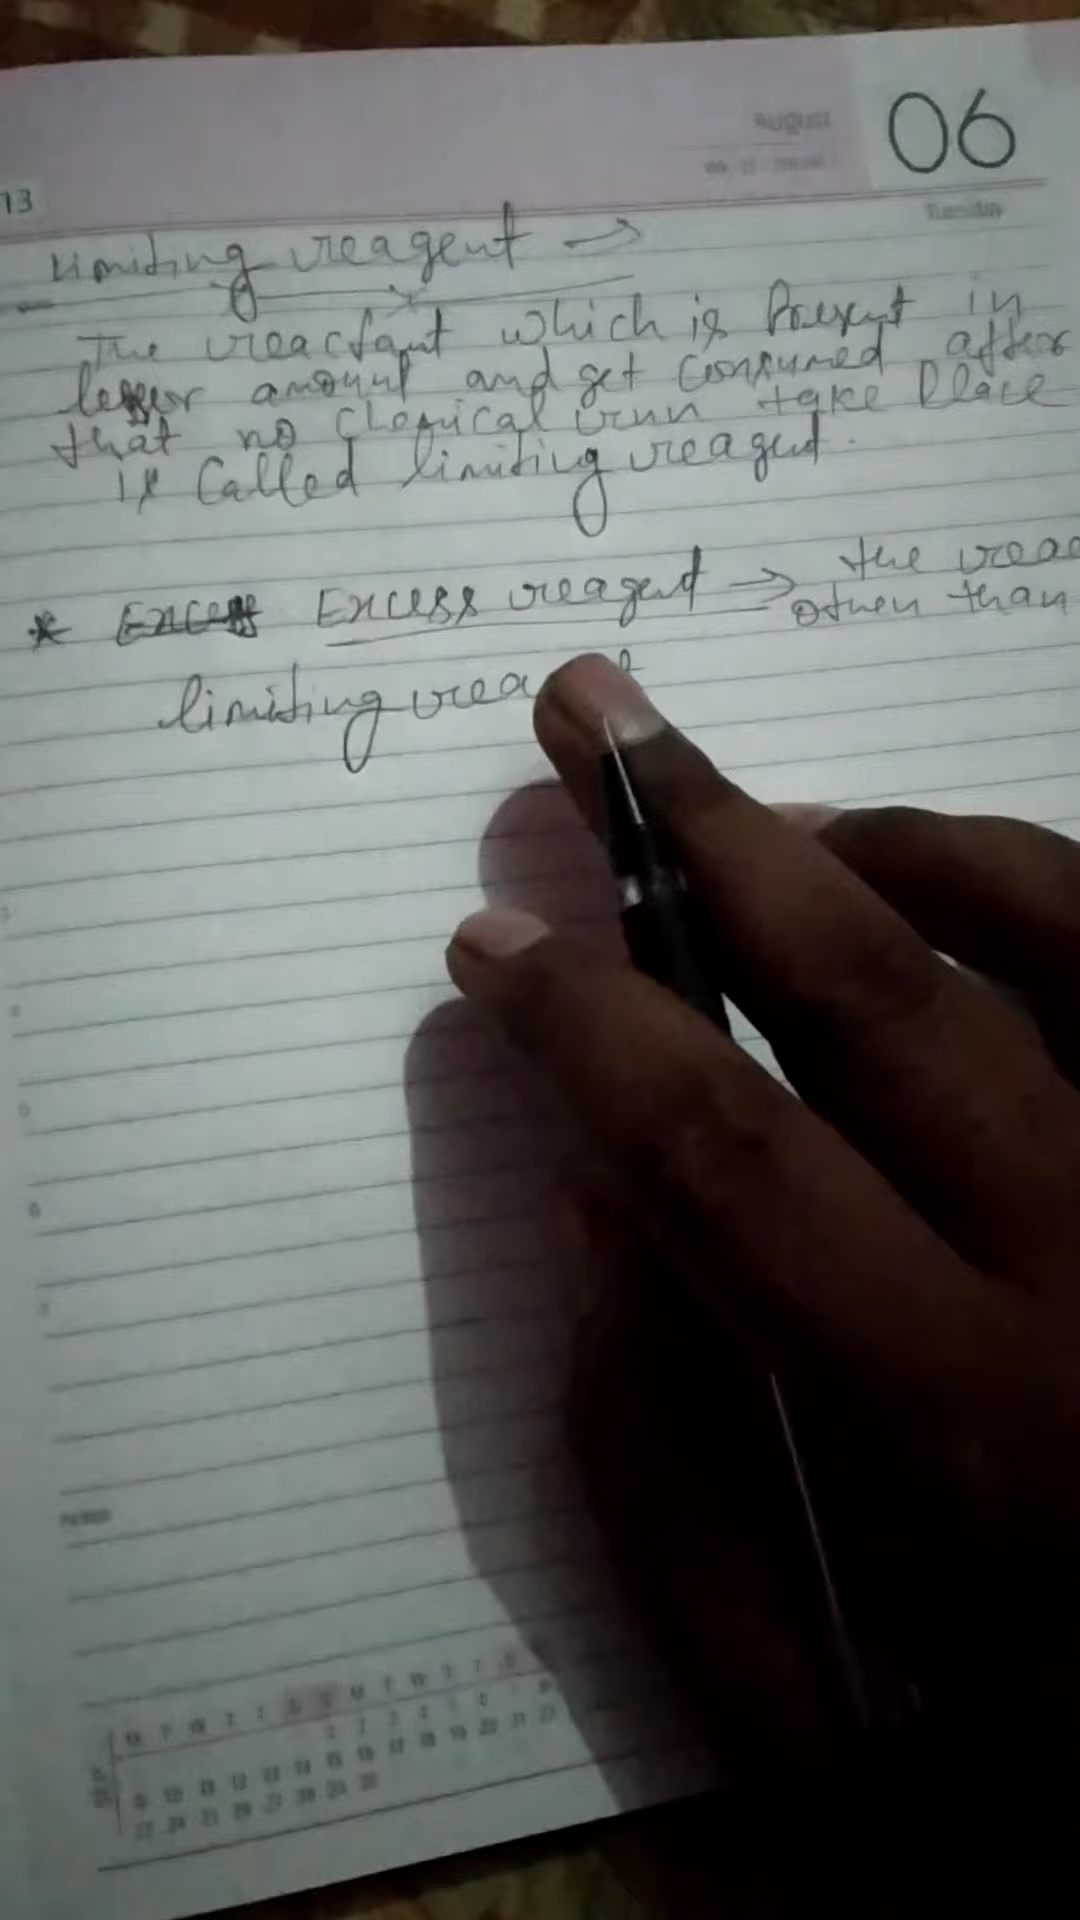 August
06
Tuesday
13
Limiting reagent →
The reactant which is Present in
lesser amount and get consumed after
that no chemical rxn take Place
is Called limiting reagent.
* Excess reagent → the reac
other than
limiting rea
Notes
M T W T F S S M T W T F S